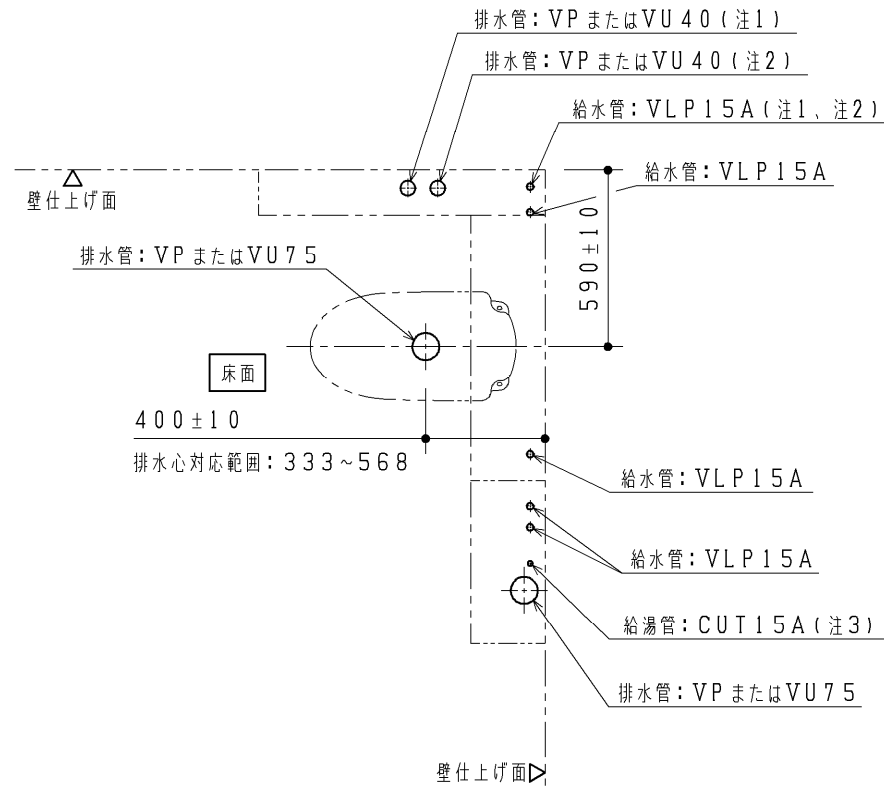 排水管：VPまたはVU40（注1）
排水管：VPまたはVU40（注2）
給水管：VLP15A（注1、注2）
給水管：VLP15A
壁仕上げ面
590±10
排水管：VPまたはVU75
床面
400±10
排水心対応範囲：333~568
給水管：VLP15A
給水管：VLP15A
給湯管：CUT15A（注3）
排水管：VPまたはVU75
壁仕上げ面